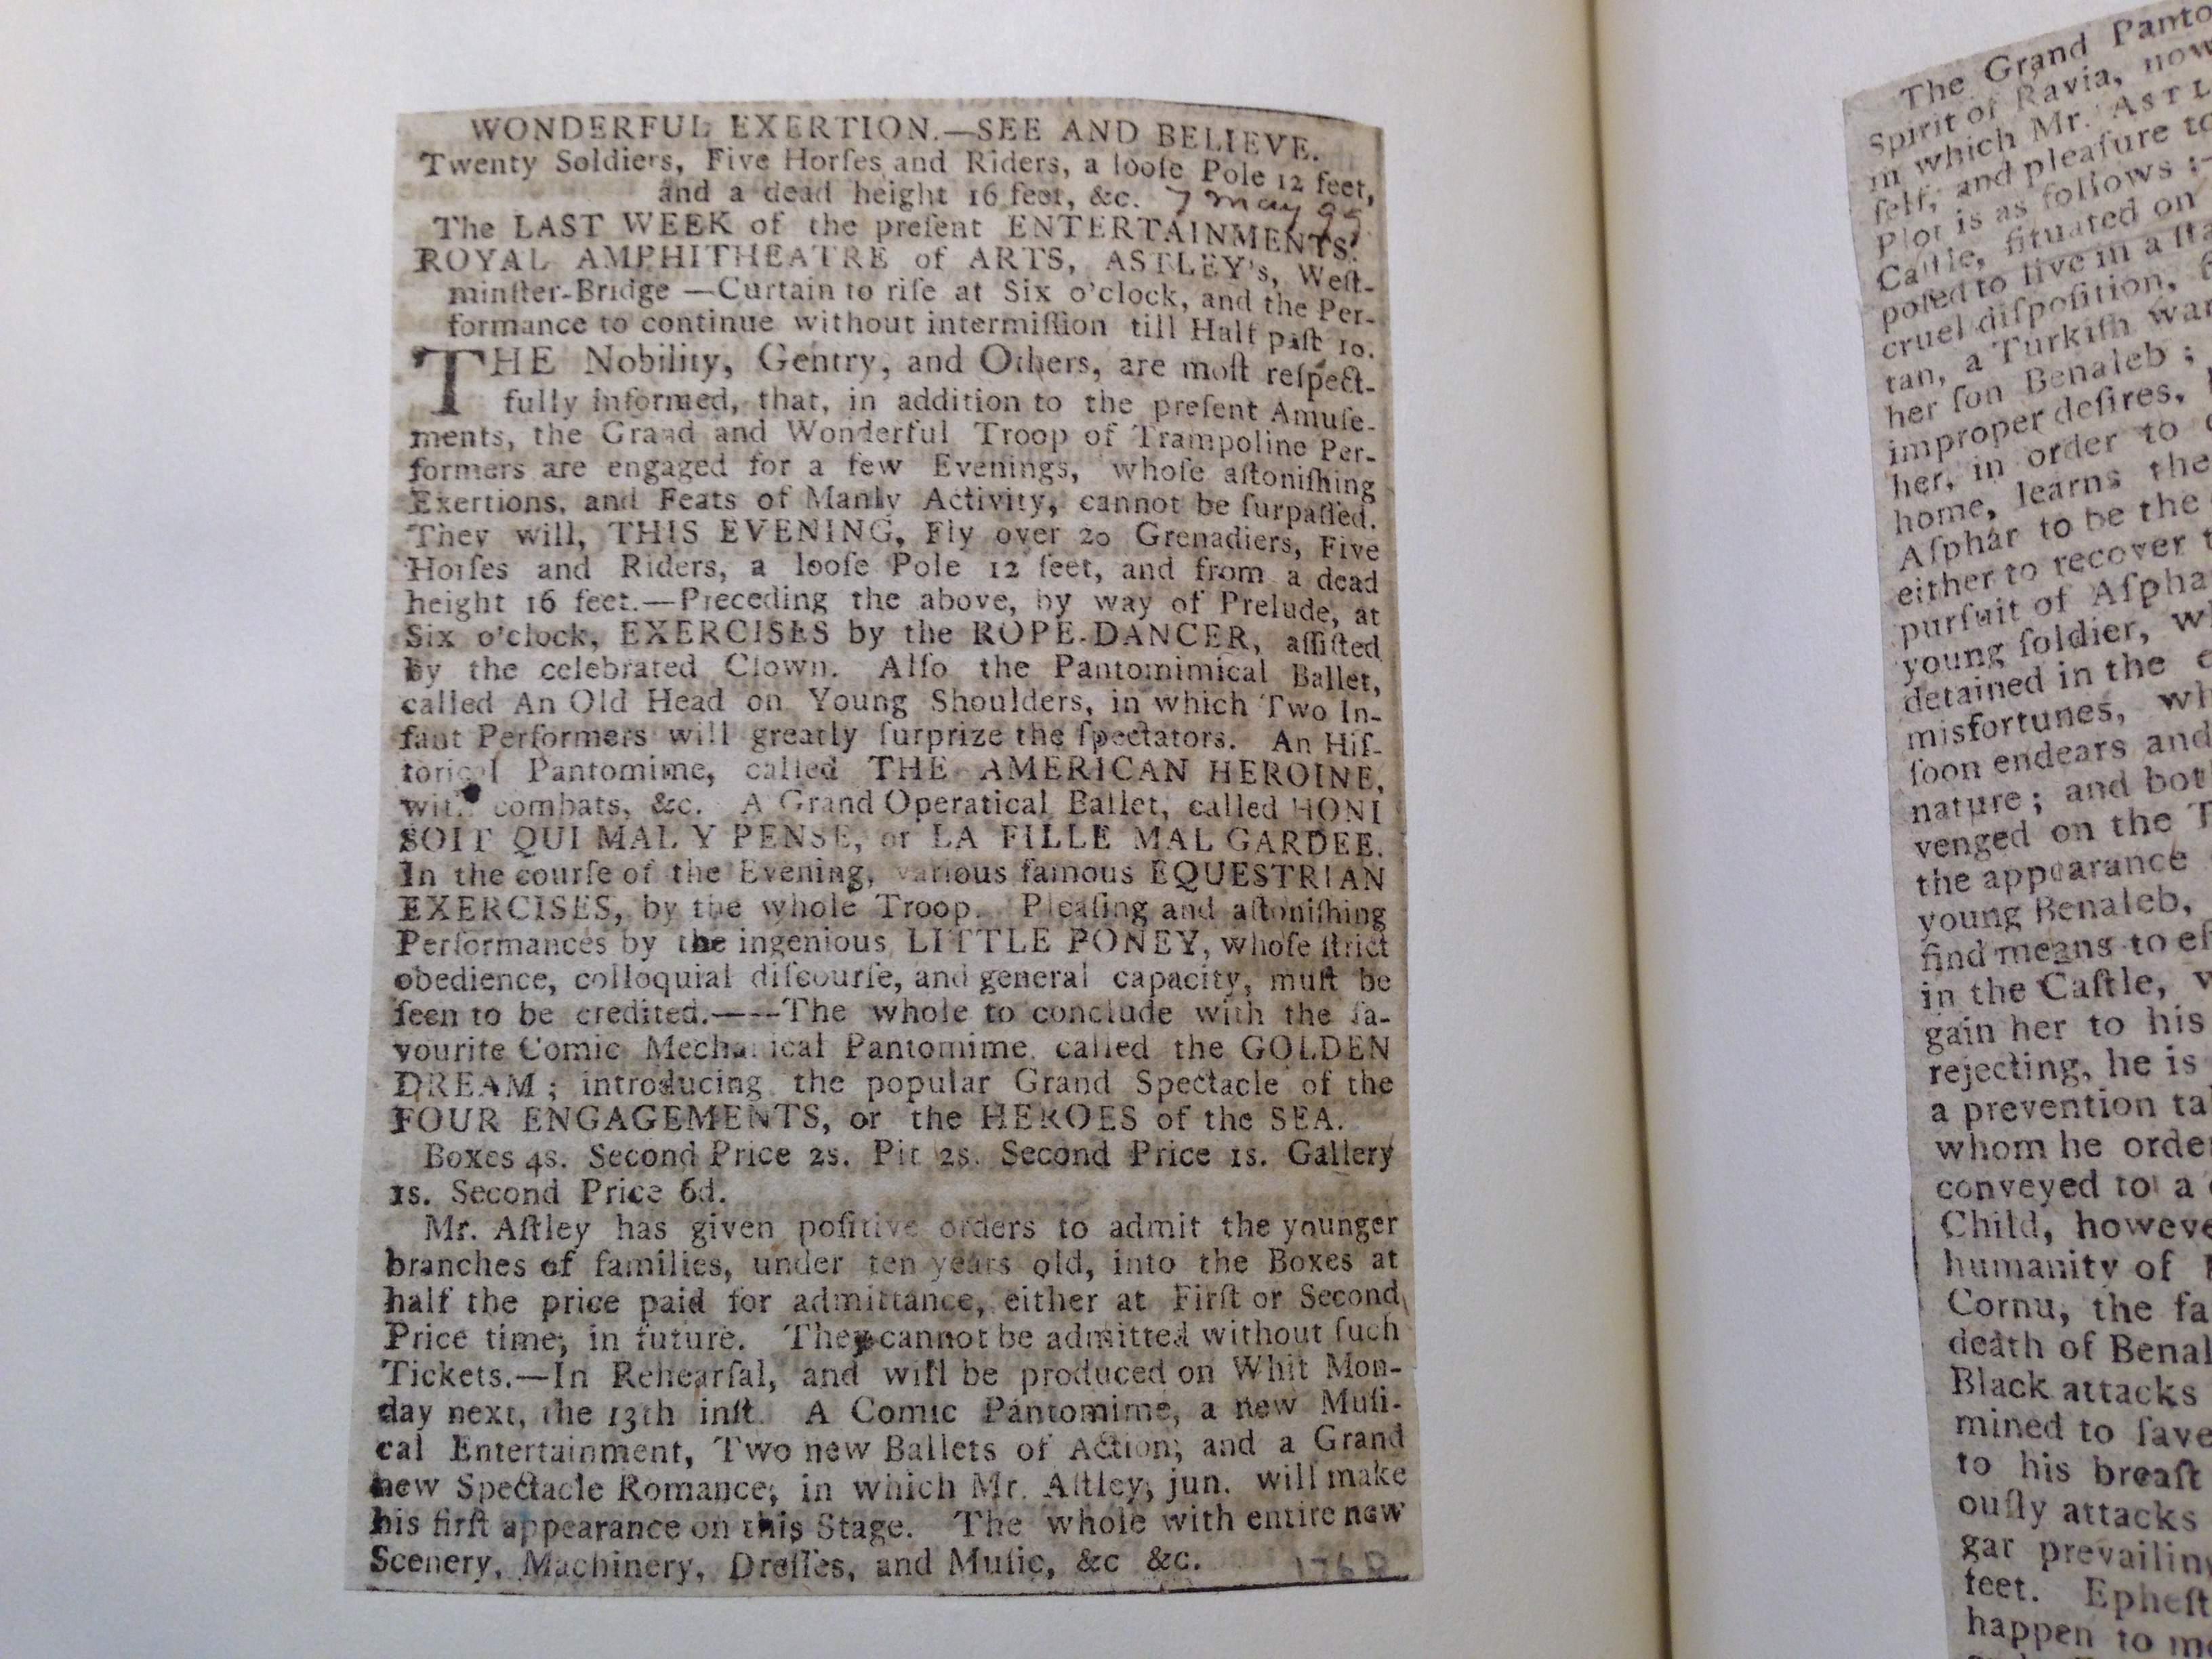 WONDERFUL EXERTION.—SEE AND BELIEVE.
Twenty Soldiers, Five Horſes and Riders, a looſe Pole 12 feet,
and a dead height 16 feet, &c. 7 May 99
The LAST WEEK of the preſent ENTERTAINMENTS.
ROYAL AMPHITHEATRE of ARTS, ASTLEY's, Weſt-
minſter-Bridge —Curtain to riſe at Six o'clock, and the Per-
formance to continue without intermiſſion till Half paſt 10.
THE Nobility, Gentry, and Others, are moſt reſpect-
fully informed, that, in addition to the preſent Amuſe-
ments, the Grand and Wonderful Troop of Trampoline Per-
formers are engaged for a few Evenings, whoſe aſtoniſhing
Exertions, and Feats of Manly Activity, cannot be ſurpaſſed.
They will, THIS EVENING, Fly over 20 Grenadiers, Five
Horſes and Riders, a looſe Pole 12 feet, and from a dead
height 16 feet.—Preceding the above, by way of Prelude, at
Six o'clock, EXERCISES by the ROPE-DANCER, aſſiſted
by the celebrated Clown. Alſo the Pantomimical Ballet,
called An Old Head on Young Shoulders, in which Two In-
fant Performers will greatly ſurprize the ſpectators. An Hiſ-
torical Pantomime, called THE AMERICAN HEROINE,
with combats, &c. A Grand Operatical Ballet, called HONI
SOIT QUI MAL Y PENSE, or LA FILLE MAL GARDEE.
In the courſe of the Evening, various famous EQUESTRIAN
EXERCISES, by the whole Troop. Pleaſing and aſtoniſhing
Performances by the ingenious LITTLE PONEY, whoſe ſtrict
obedience, colloquial diſcourſe, and general capacity, muſt be
ſeen to be credited.——-The whole to conclude with the fa-
vourite Comic Mechanical Pantomime, called the GOLDEN
DREAM; introducing the popular Grand Spectacle of the
FOUR ENGAGEMENTS, or the HEROES of the SEA.
Boxes 4s. Second Price 2s. Pit 2s. Second Price 1s. Gallery
1s. Second Price 6d.
Mr. Aſtley has given poſitive orders to admit the younger
branches of families, under ten years old, into the Boxes at
half the price paid for admittance, either at Firſt or Second
Price time, in future. They cannot be admitted without ſuch
Tickets.—In Rehearſal, and will be produced on Whit Mon-
day next, the 13th inſt. A Comic Pantomime, a new Muſi-
cal Entertainment, Two new Ballets of Action, and a Grand
new Spectacle Romance, in which Mr. Aſtley, jun. will make
his firſt appearance on this Stage. The whole with entire new
Scenery, Machinery, Dreſſes, and Muſic, &c &c.
The Grand Panto
Spirit of Ravia, now
in which Mr. ASTL
ſelf, and pleaſure to
Plot is as follows :—
Caſtle, ſituated on
poſed to live in a ſta
cruel diſpoſition,
tan, a Turkiſh war
her ſon Benaleb ;
improper deſires,
her, in order to
home, learns the
Aſphar to be the
either to recover
purſuit of Aſpha
young ſoldier, w
detained in the e
misfortunes, wh
ſoon endears and
nature; and bot
venged on the T
the appearance
young Benaleb,
find means to eſ
in the Caſtle,
gain her to his
rejecting, he is
a prevention ta
whom he order
conveyed to a
Child, howeve
humanity of
Cornu, the fa
death of Benal
Black attacks
mined to ſave
to his breaſt
ouſly attacks
gar prevailin
feet. Epheſt
happen to me